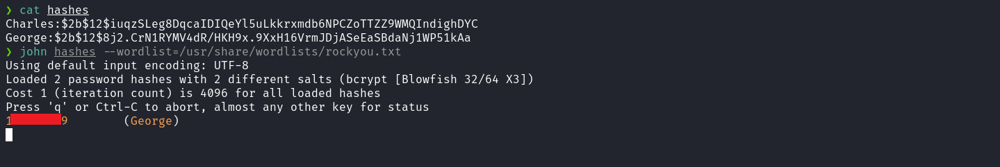 ❯ cat hashes
Charles:$2b$12$iuqzSLeg8DqcaIDIQeYl5uLkkrxmdb6NPCZoTTZZ9WMQIndighDYC
George:$2b$12$8j2.CrN1RYMV4dR/HKH9x.9XxH16VrmJDjASeEaSBdaNj1WP51kAa
❯ john hashes --wordlist=/usr/share/wordlists/rockyou.txt
Using default input encoding: UTF-8
Loaded 2 password hashes with 2 different salts (bcrypt [Blowfish 32/64 X3])
Cost 1 (iteration count) is 4096 for all loaded hashes
Press 'q' or Ctrl-C to abort, almost any other key for status
1 9 (George)